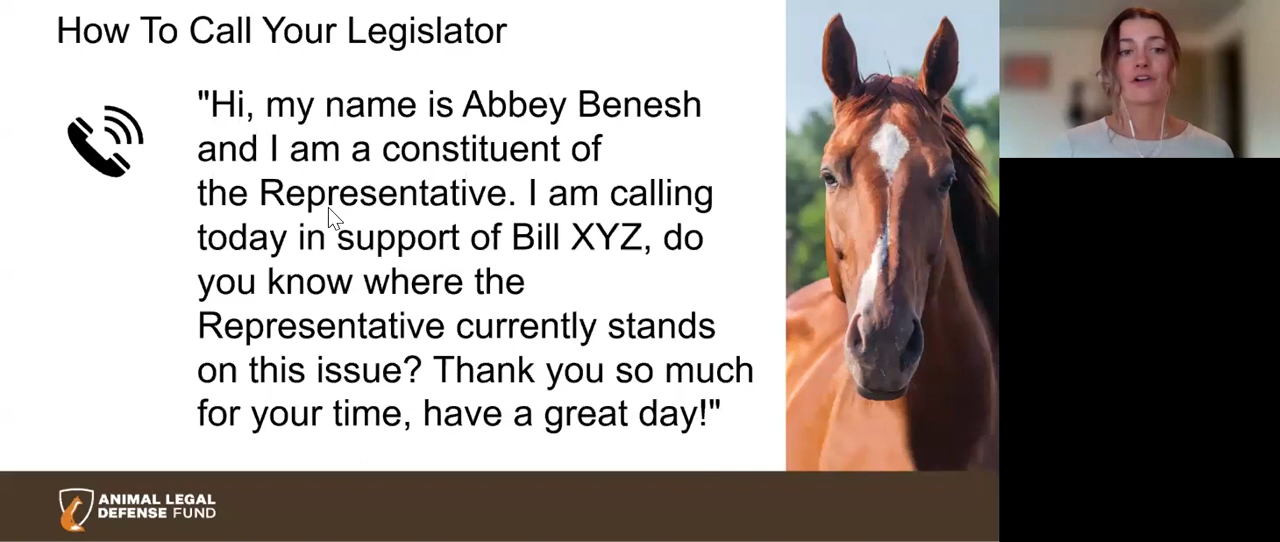 How To Call Your Legislator
"Hi, my name is Abbey Benesh
and I am a constituent of
the Representative. I am calling
today in support of Bill XYZ, do
you know where the
Representative currently stands
on this issue? Thank you so much
for your time, have a great day!"
ANIMAL LEGAL
DEFENSE FUND